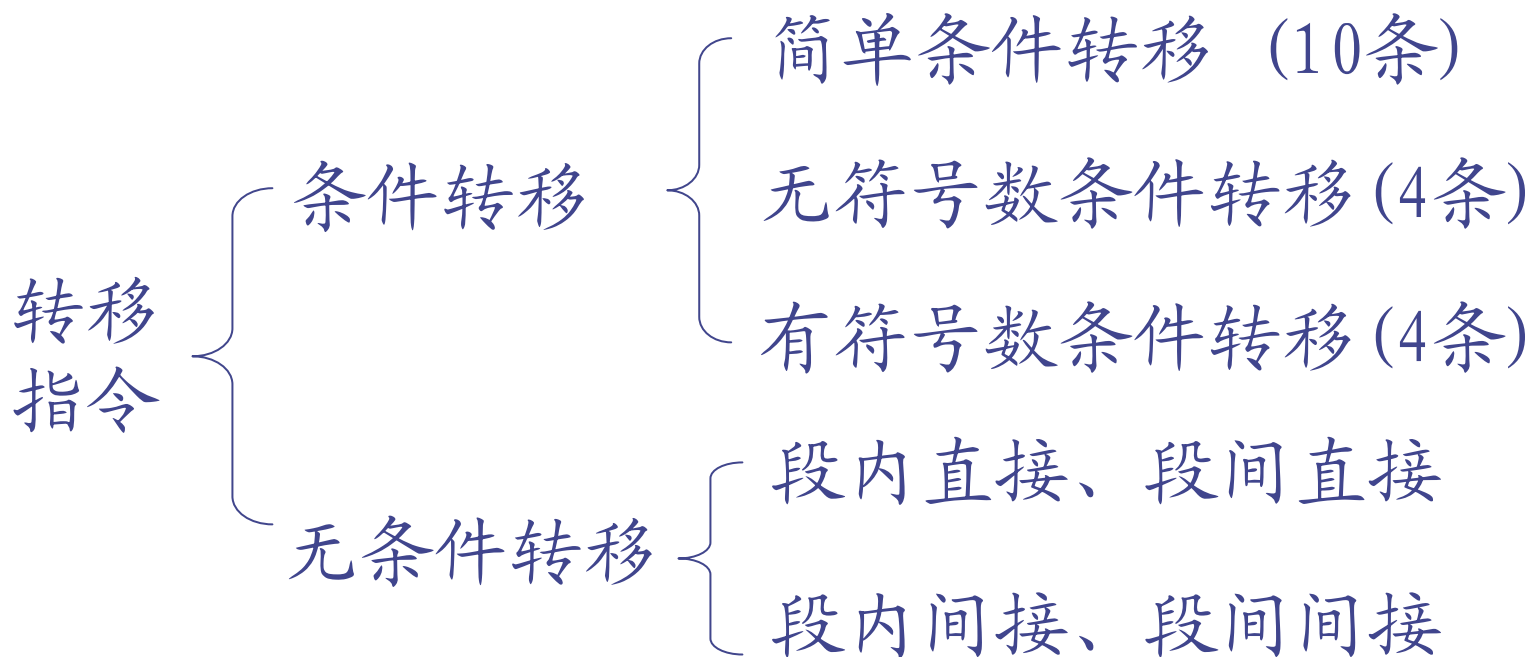 转移
指令
条件转移
简单条件转移 (10条)
无符号数条件转移(4条)
有符号数条件转移(4条)
无条件转移
段内直接、段间直接
段内间接、段间间接